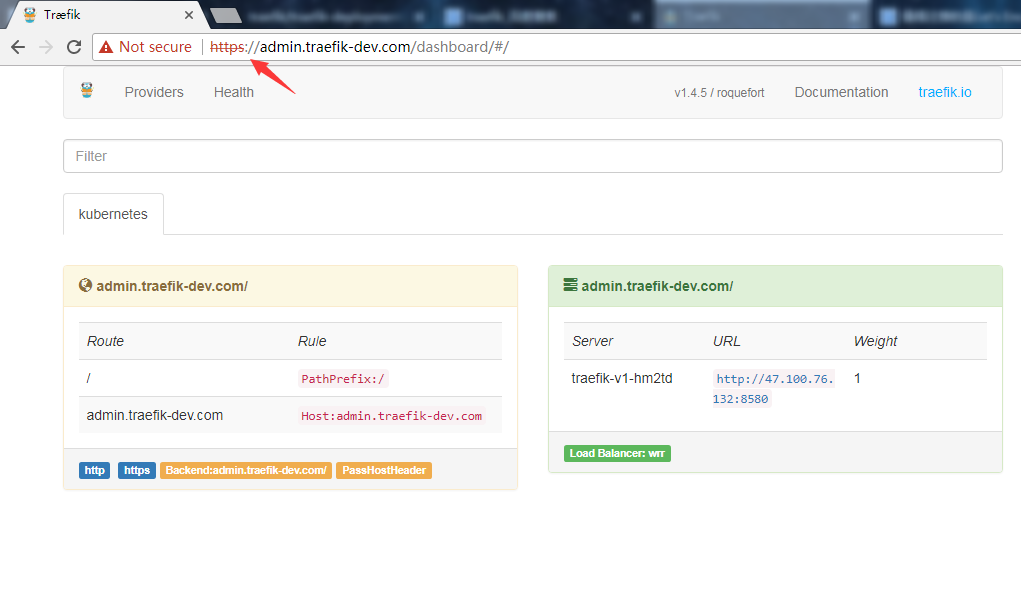 Træfik
Not secure https://admin.traefik-dev.com/dashboard/#/
Providers Health v1.4.5 / roquefort Documentation traefik.io
Filter
kubernetes
admin.traefik-dev.com/
Route Rule
/ PathPrefix:/
admin.traefik-dev.com Host:admin.traefik-dev.com
http https Backend:admin.traefik-dev.com/ PassHostHeader
admin.traefik-dev.com/
Server URL Weight
traefik-v1-hm2td http://47.100.76. 1
132:8580
Load Balancer: wrr